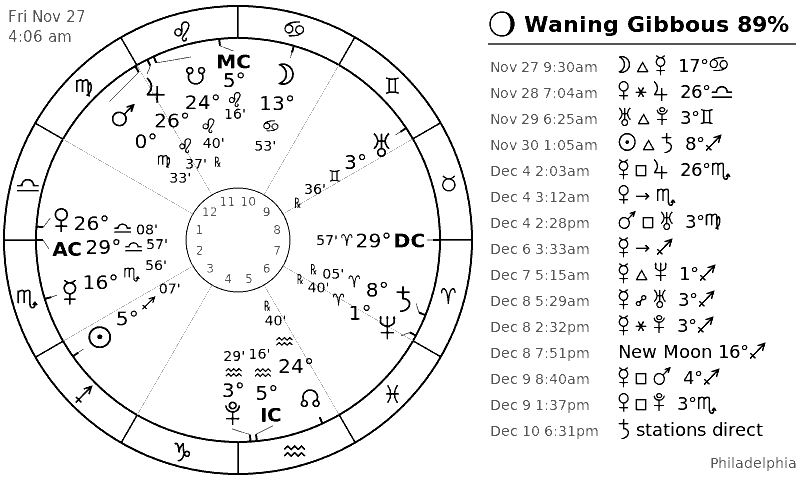 Fri Nov 27
4:06 am
Waning Gibbous 89%
MC
5°
♌
16'
☋
24°
♌
40'
℞
☽
13°
♋
53'
♃
26°
♌
37'
♂
0°
♍
33'
♅
3°
♊
36'
℞
♀ 26° ♎ 08'
AC 29° ♎ 57'
☿ 16° ♏ 56'
☉ 5° ♐ 07'
57' ♈ 29° DC
℞ 05' ♈ 8° ♄
℞ 40' ♈ 1° ♆
℞
40'
♒
24°
☊
29' 16'
♒ ♒
3° 5°
♇ IC
11 10
12 9
1 8
2 7
3 6
4 5
♌ ♋
♍ ♊
♎ ♉
♏ ♈
♐ ♓
♑ ♒
Nov 27 9:30am ☽ △ ☿ 17°♋
Nov 28 7:04am ♀ ⚹ ♃ 26°♎
Nov 29 6:25am ♅ △ ♇ 3°♊
Nov 30 1:05am ☉ △ ♄ 8°♐
Dec 4 2:03am ☿ □ ♃ 26°♏
Dec 4 3:12am ♀ → ♏
Dec 4 2:28pm ♂ □ ♅ 3°♍
Dec 6 3:33am ☿ → ♐
Dec 7 5:15am ☿ △ ♆ 1°♐
Dec 8 5:29am ☿ ☍ ♅ 3°♐
Dec 8 2:32pm ☿ ⚹ ♇ 3°♐
Dec 8 7:51pm New Moon 16°♐
Dec 9 8:40am ☿ □ ♂ 4°♐
Dec 9 1:37pm ♀ □ ♇ 3°♏
Dec 10 6:31pm ♄ stations direct
Philadelphia